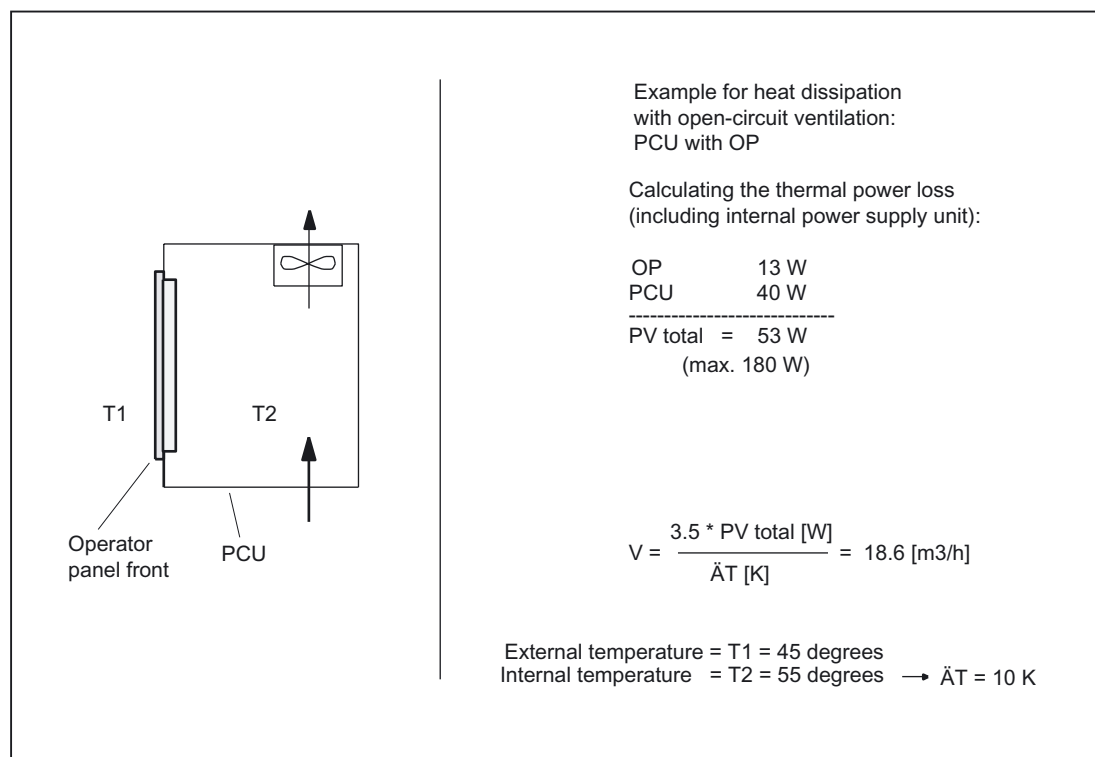 T1
T2
Operator
panel front
PCU
Example for heat dissipation
with open-circuit ventilation:
PCU with OP
Calculating the thermal power loss
(including internal power supply unit):
OP 13 W
PCU 40 W
-----------------------------
PV total = 53 W
(max. 180 W)
V = 3.5 * PV total [W] = 18.6 [m3/h]
ÄT [K]
External temperature = T1 = 45 degrees
Internal temperature = T2 = 55 degrees → ÄT = 10 K